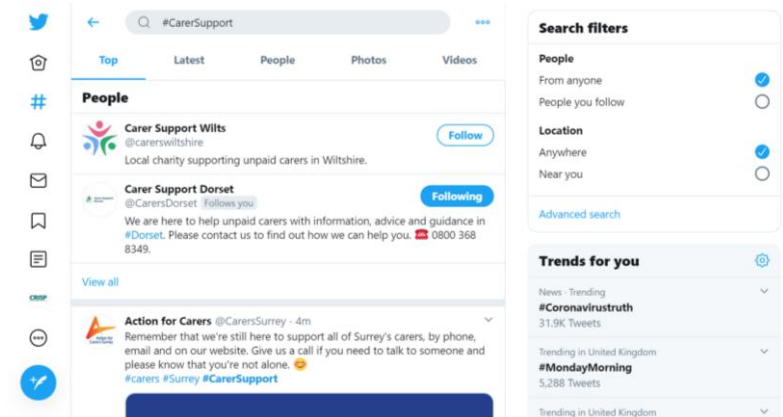 #CarerSupport
Top
Latest
People
Photos
Videos
People
Carer Support Wilts
@carerswiltshire
Follow
Local charity supporting unpaid carers in Wiltshire.
Carer Support Dorset
@CarersDorset Follows you
Following
We are here to help unpaid carers with information, advice and guidance in
#Dorset. Please contact us to find out how we can help you. ☎️ 0800 368
8349.
View all
Action for Carers @CarersSurrey · 4m
Remember that we're still here to support all of Surrey's carers, by phone,
email and on our website. Give us a call if you need to talk to someone and
please know that you're not alone. 😊
#carers #Surrey #CarerSupport
CRISP
Search filters
People
From anyone
People you follow
Location
Anywhere
Near you
Advanced search
Trends for you
News · Trending
#Coronavirustruth
31.9K Tweets
Trending in United Kingdom
#MondayMorning
5,288 Tweets
Trending in United Kingdom